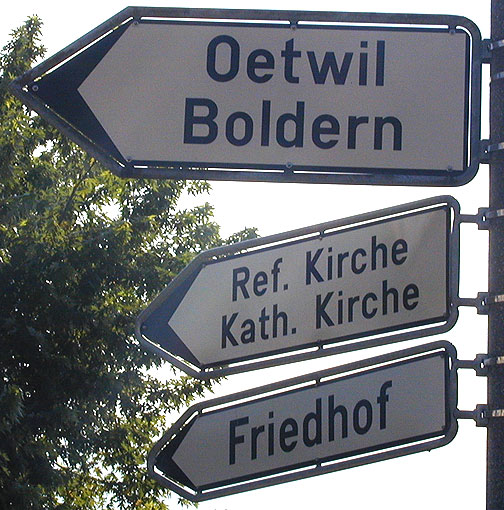 Oetwil
Boldern
Ref. Kirche
Kath. Kirche
Friedhof